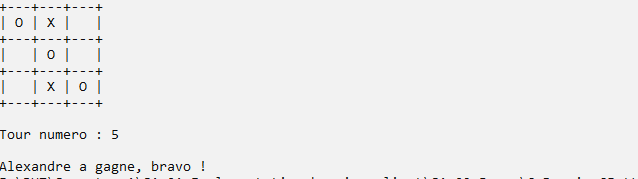 +---+---+---+
| O | X |   |
+---+---+---+
|   | O |   |
+---+---+---+
|   | X | O |
+---+---+---+
Tour numero : 5
Alexandre a gagne, bravo !